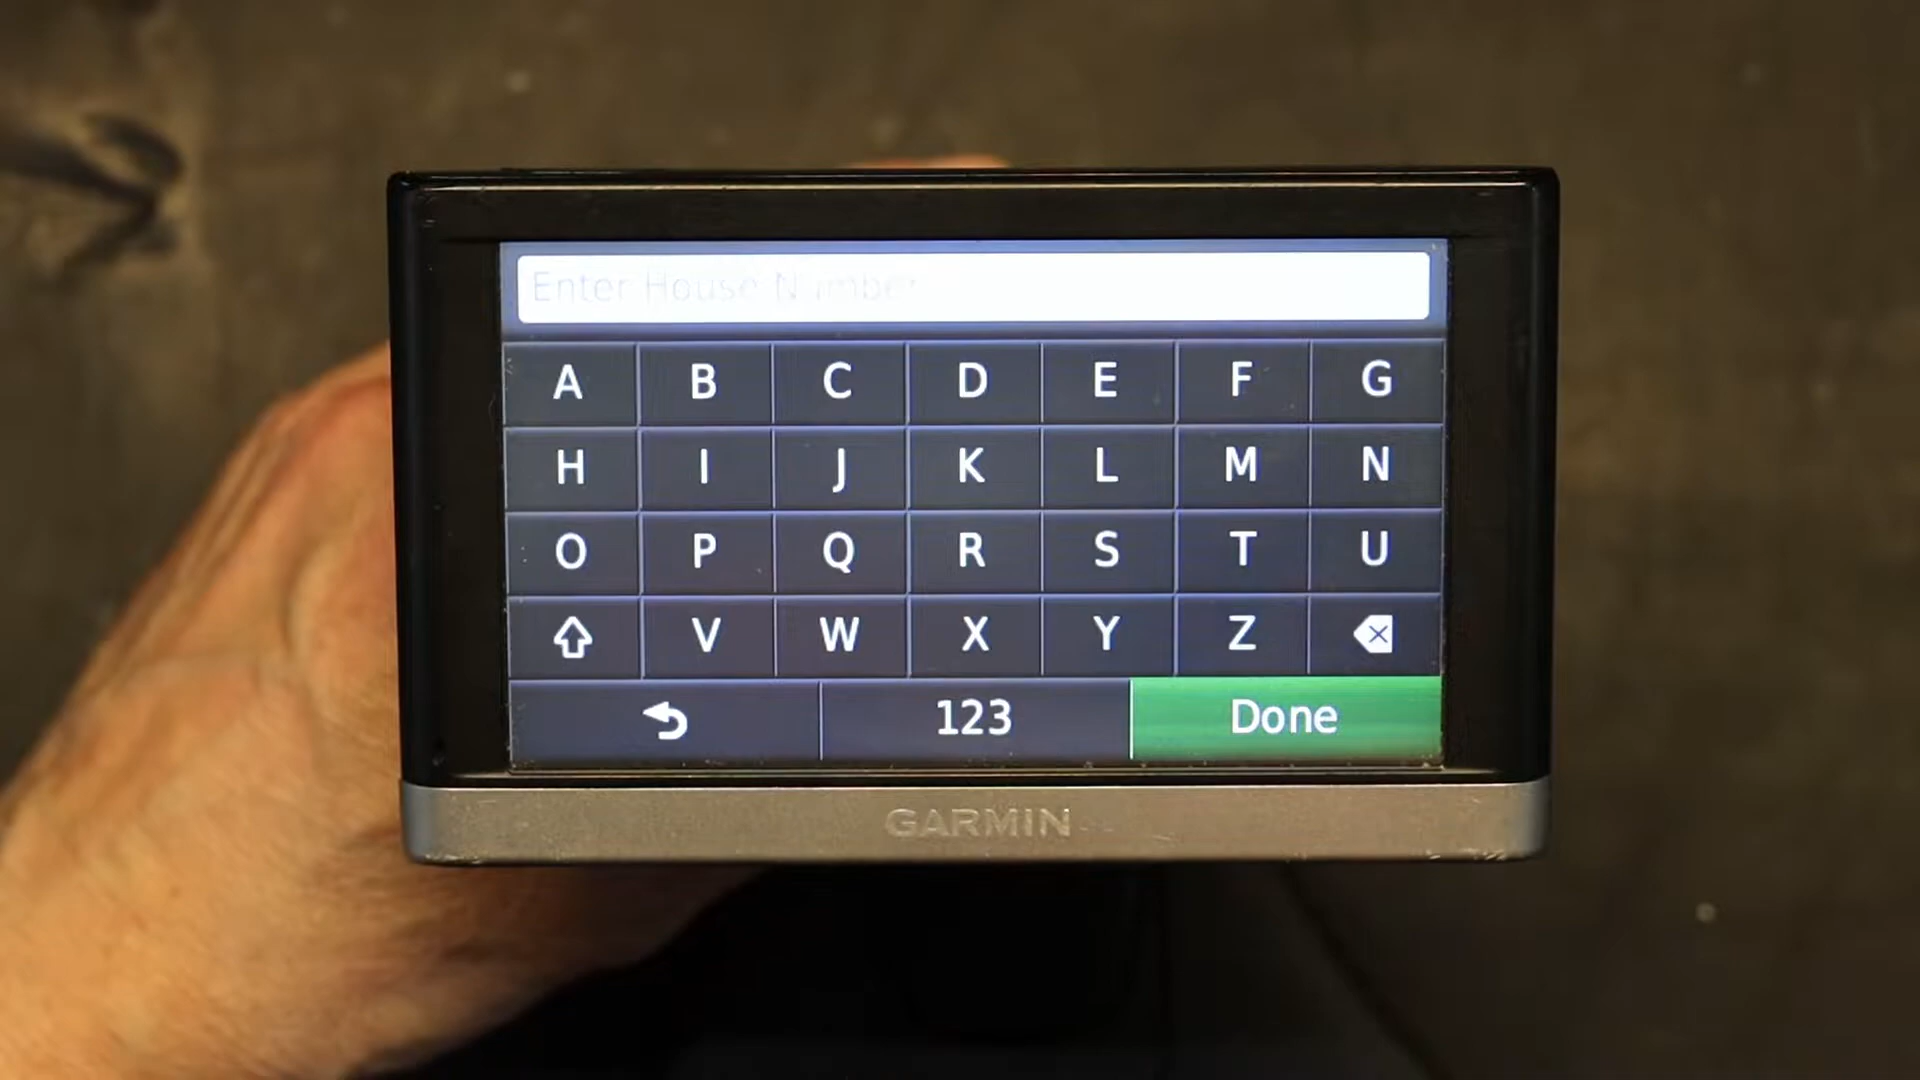 Enter House Number
A B C D E F G
H I J K L M N
O P Q R S T U
V W X Y Z
123 Done
GARMIN